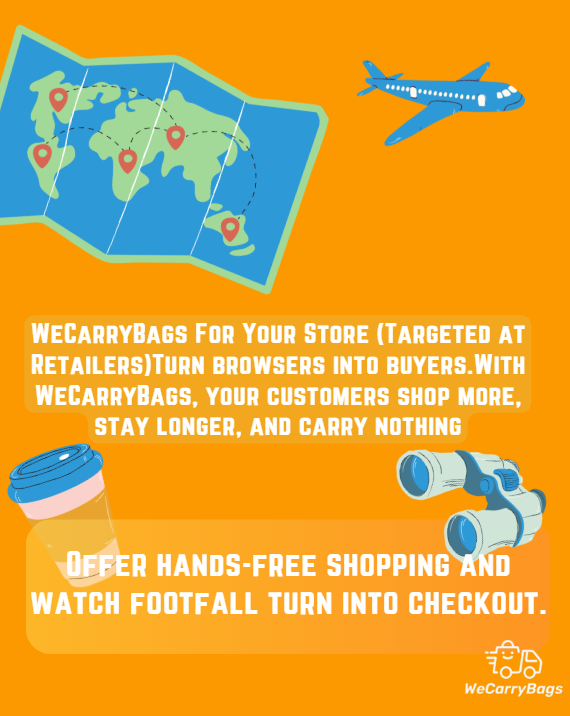 WeCarryBags For Your Store (Targeted at
Retailers)Turn browsers into buyers.With
WeCarryBags, your customers shop more,
stay longer, and carry nothing
Offer hands-free shopping and
watch footfall turn into checkout.
WeCarryBags